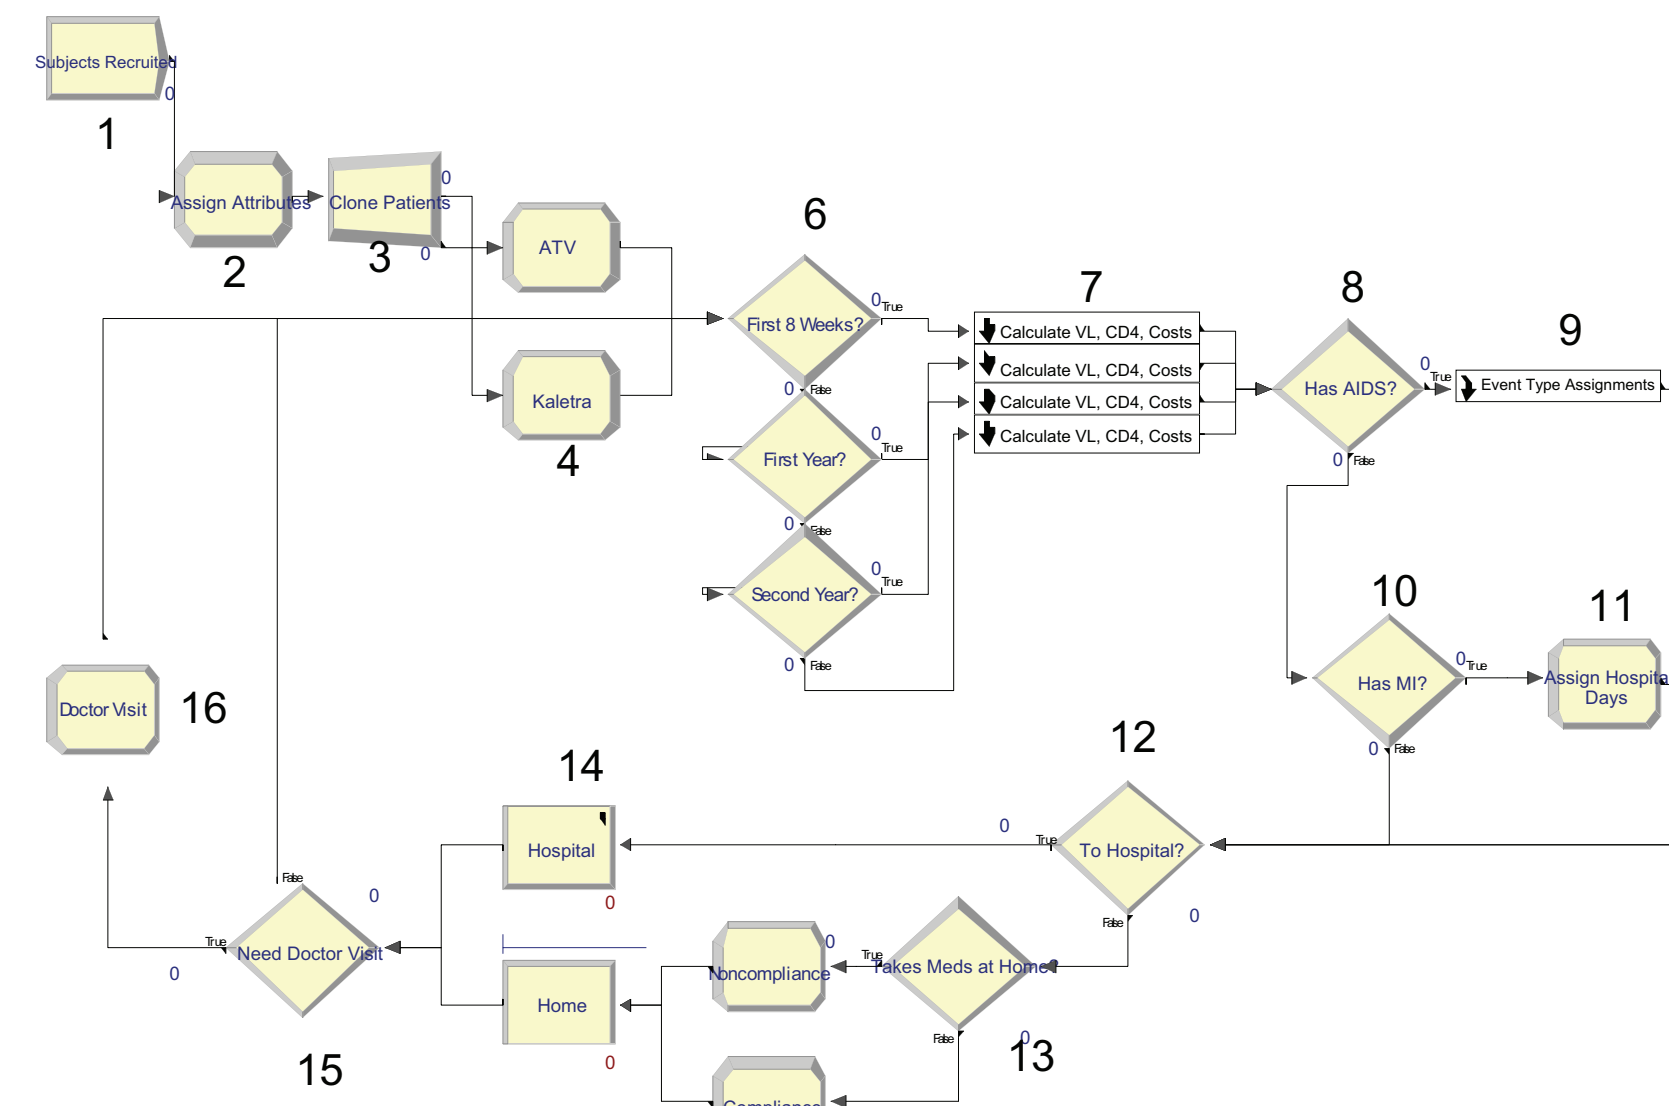 Subjects Recruited
0
1
Assign Attributes
2
Clone Patients
0
0
3
ATV
Kaletra
4
6
First 8 Weeks?
0
True
0
False
First Year?
0
True
0
False
Second Year?
0
True
0
False
7
Calculate VL, CD4, Costs
Calculate VL, CD4, Costs
Calculate VL, CD4, Costs
Calculate VL, CD4, Costs
8
Has AIDS?
0
True
0
False
9
Event Type Assignments
10
Has MI?
0
True
0
False
11
Assign Hospita
Days
12
To Hospital?
0
True
False
0
14
Hospital
0
Home
0
Noncompliance
0
True
Takes Meds at Home?
False
0
13
Compliance
Need Doctor Visit
False
0
True
0
15
Doctor Visit
16